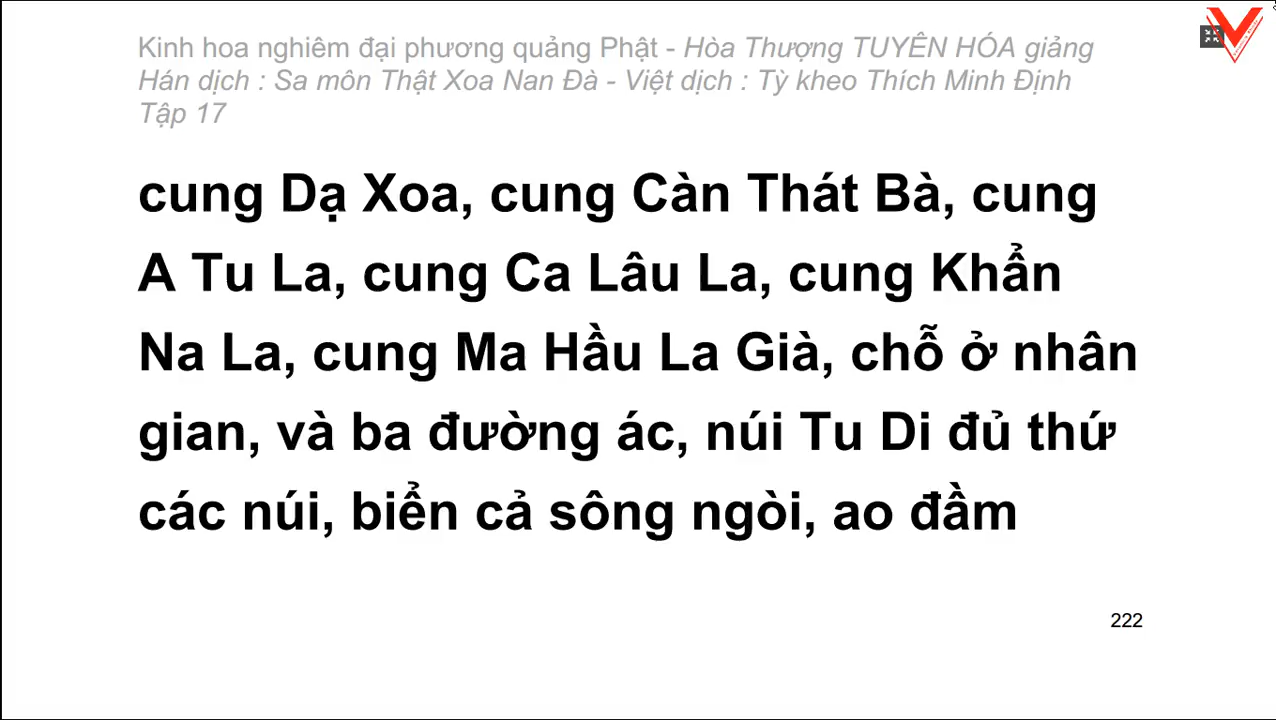 Kinh hoa nghiêm đại phương quảng Phật - Hòa Thượng TUYÊN HÓA giảng
Hán dịch : Sa môn Thật Xoa Nan Đà - Việt dịch : Tỳ kheo Thích Minh Định
Tập 17
cung Dạ Xoa, cung Càn Thát Bà, cung
A Tu La, cung Ca Lâu La, cung Khẩn
Na La, cung Ma Hầu La Già, chỗ ở nhân
gian, và ba đường ác, núi Tu Di đủ thứ
các núi, biển cả sông ngòi, ao đầm
222